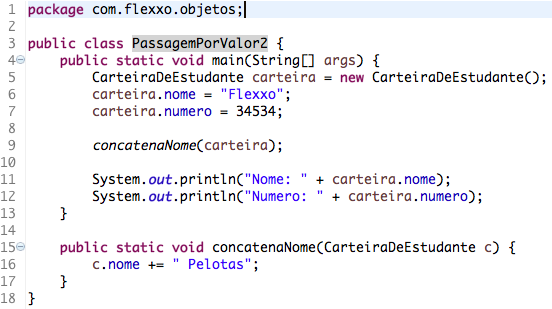 1 package com.flexxo.objetos;
2
3 public class PassagemPorValor2 {
4 public static void main(String[] args) {
5 CarteiraDeEstudante carteira = new CarteiraDeEstudante();
6 carteira.nome = "Flexxo";
7 carteira.numero = 34534;
8
9 concatenaNome(carteira);
10
11 System.out.println("Nome: " + carteira.nome);
12 System.out.println("Numero: " + carteira.numero);
13 }
14
15 public static void concatenaNome(CarteiraDeEstudante c) {
16 c.nome += " Pelotas";
17 }
18 }